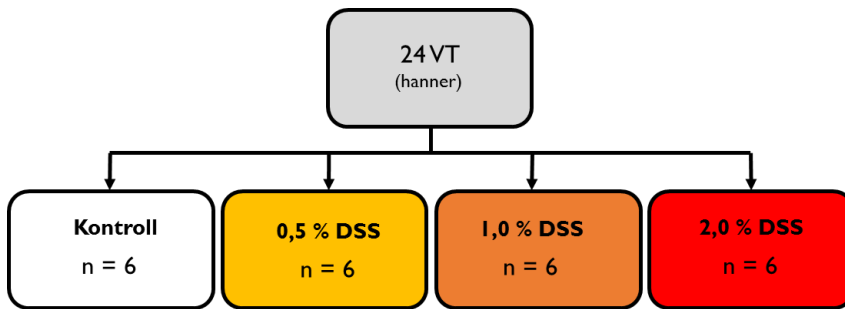 24 VT
(hanner)
Kontroll
n = 6
0,5 % DSS
n = 6
1,0 % DSS
n = 6
2,0 % DSS
n = 6